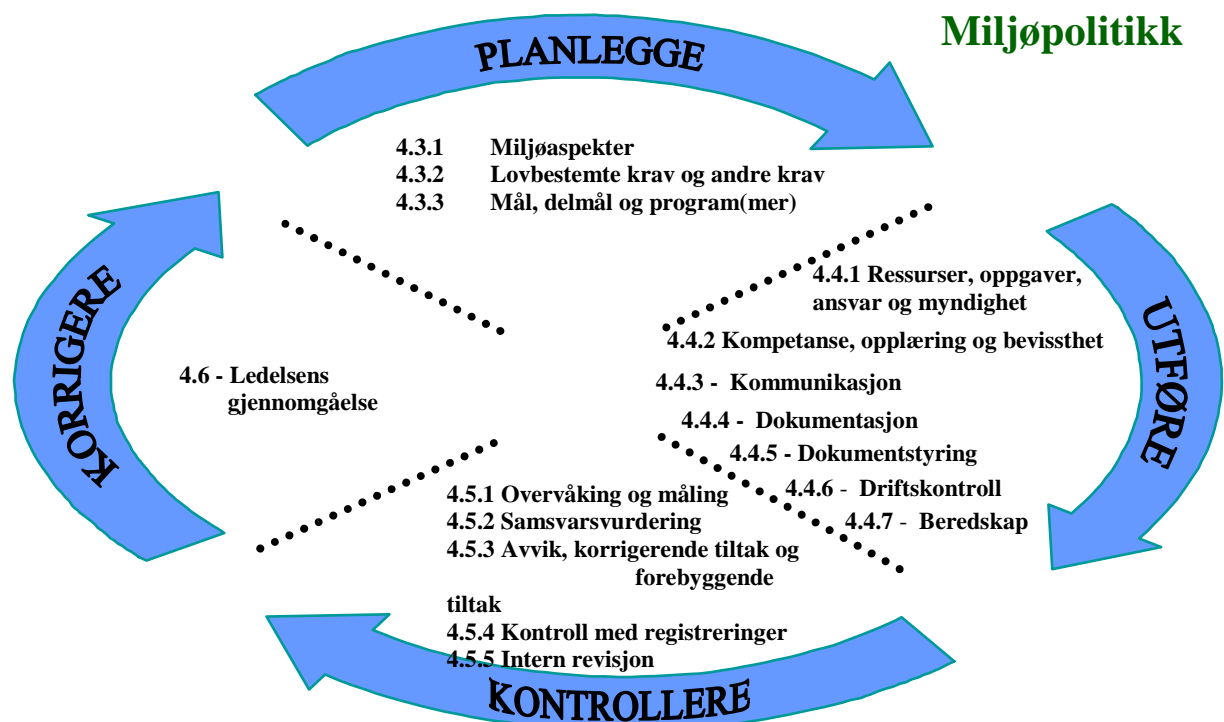 Miljøpolitikk
PLANLEGGE
4.3.1 Miljøaspekter
4.3.2 Lovbestemte krav og andre krav
4.3.3 Mål, delmål og program(mer)
UTFØRE
4.4.1 Ressurser, oppgaver,
ansvar og myndighet
4.4.2 Kompetanse, opplæring og bevissthet
4.4.3 - Kommunikasjon
4.4.4 - Dokumentasjon
4.4.5 - Dokumentstyring
4.4.6 - Driftskontroll
4.4.7 - Beredskap
4.5.1 Overvåking og måling
4.5.2 Samsvarsvurdering
4.5.3 Avvik, korrigerende tiltak og
forebyggende
tiltak
4.5.4 Kontroll med registreringer
4.5.5 Intern revisjon
KONTROLLERE
KORRIGERE
4.6 - Ledelsens
gjennomgåelse